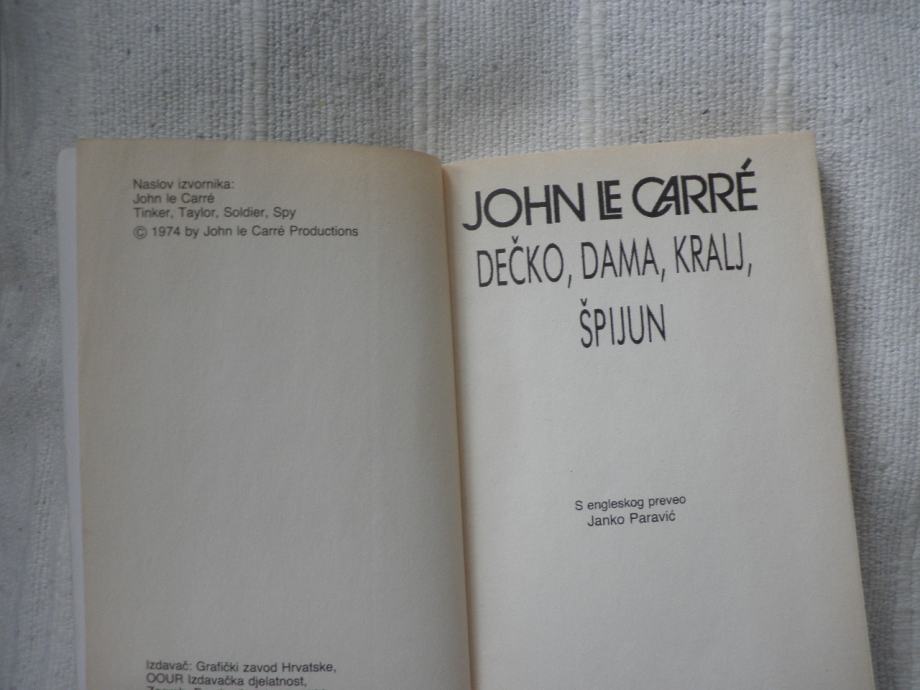 Naslov izvornika:
John le Carré
Tinker, Taylor, Soldier, Spy
© 1974 by John le Carré Productions
Izdavač: Grafički zavod Hrvatske,
OOUR Izdavačka djelatnost,
JOHN LE CARRÉ
DEČKO, DAMA, KRALJ,
ŠPIJUN
S engleskog preveo
Janko Paravić